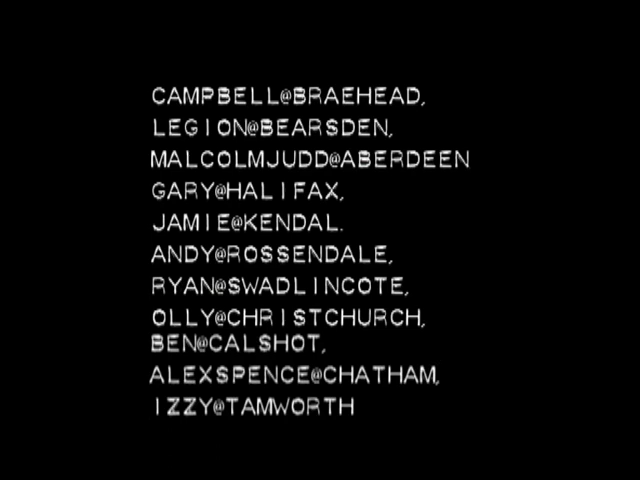 CAMPBELL@BRAEHEAD,
LEGION@BEARSDEN,
MALCOLMJUDD@ABERDEEN
GARY@HALIFAX,
JAMIE@KENDAL.
ANDY@ROSSENDALE,
RYAN@SWADLINCOTE,
OLLY@CHRISTCHURCH,
BEN@CALSHOT,
ALEXSPENCE@CHATHAM,
IZZY@TAMWORTH